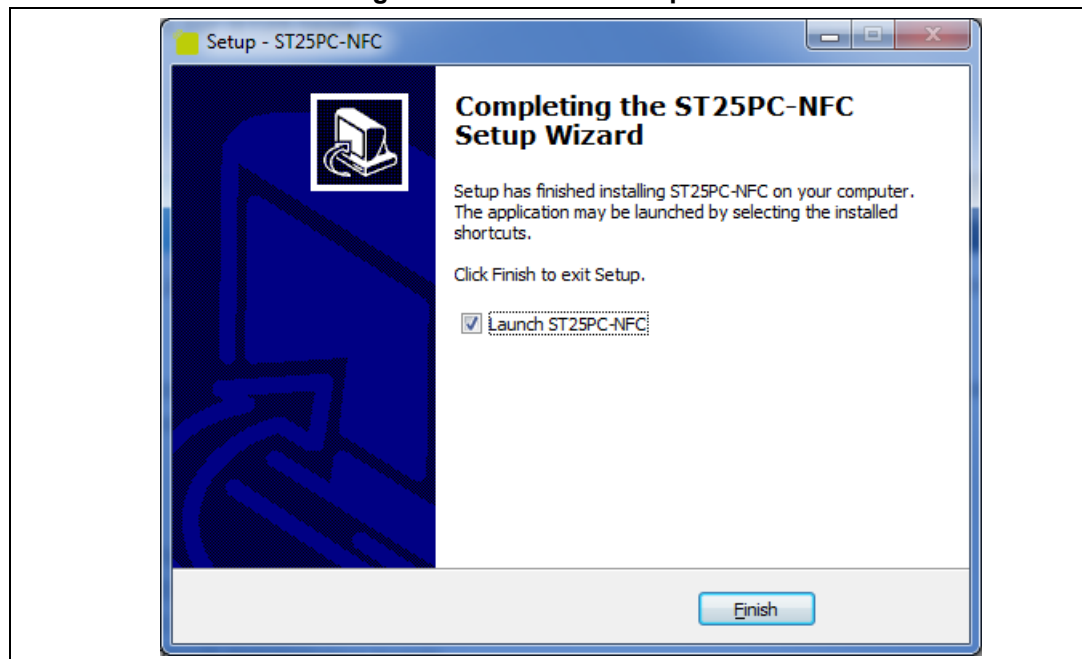 Setup - ST25PC-NFC
Completing the ST25PC-NFC
Setup Wizard
Setup has finished installing ST25PC-NFC on your computer.
The application may be launched by selecting the installed
shortcuts.
Click Finish to exit Setup.
Launch ST25PC-NFC
Finish